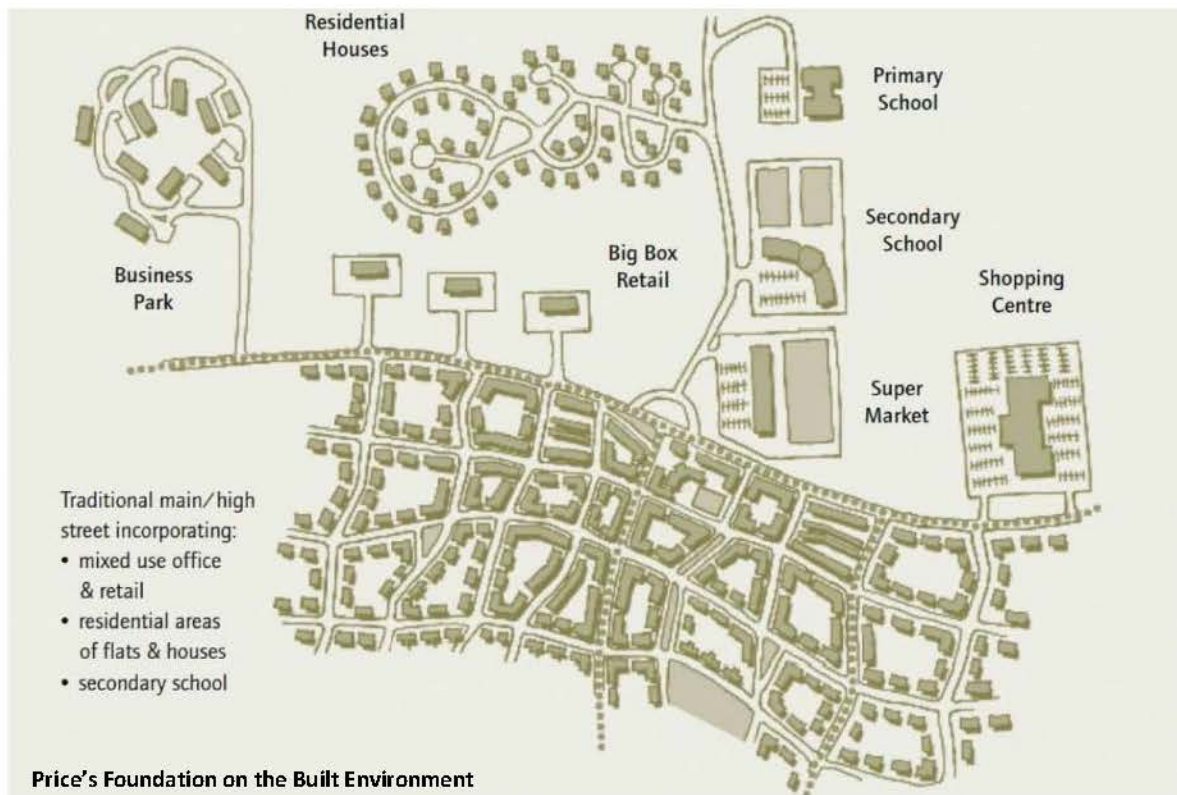 Residential
Houses
Primary
School
Secondary
School
Big Box
Retail
Business
Park
Shopping
Centre
Super
Market
Traditional main/high
street incorporating:
• mixed use office
& retail
• residential areas
of flats & houses
• secondary school
Price's Foundation on the Built Environment